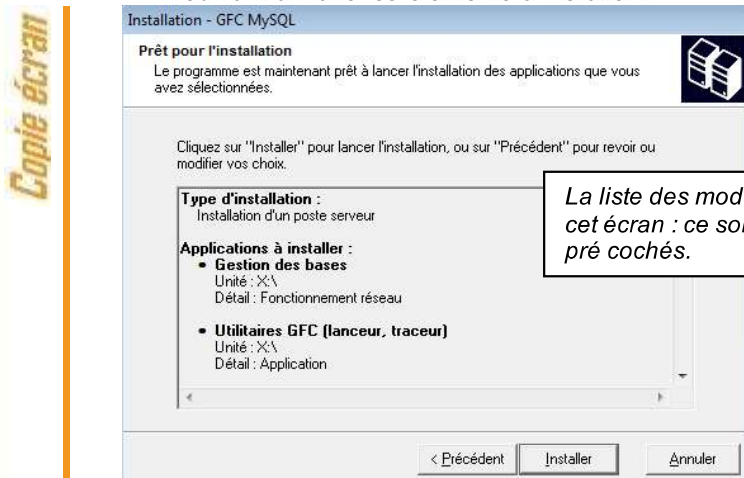 Copie écran
Installation - GFC MySQL
Prêt pour l'installation
Le programme est maintenant prêt à lancer l'installation des applications que vous
avez sélectionnées.
Cliquez sur "Installer" pour lancer l'installation, ou sur "Précédent" pour revoir ou
modifier vos choix.
Type d'installation :
Installation d'un poste serveur
La liste des mod
cet écran : ce so
pré cochés.
Applications à installer :
• Gestion des bases
Unité : X:\
Détail : Fonctionnement réseau
• Utilitaires GFC (lanceur, traceur)
Unité : X:\
Détail : Application
< Précédent
Installer
Annuler